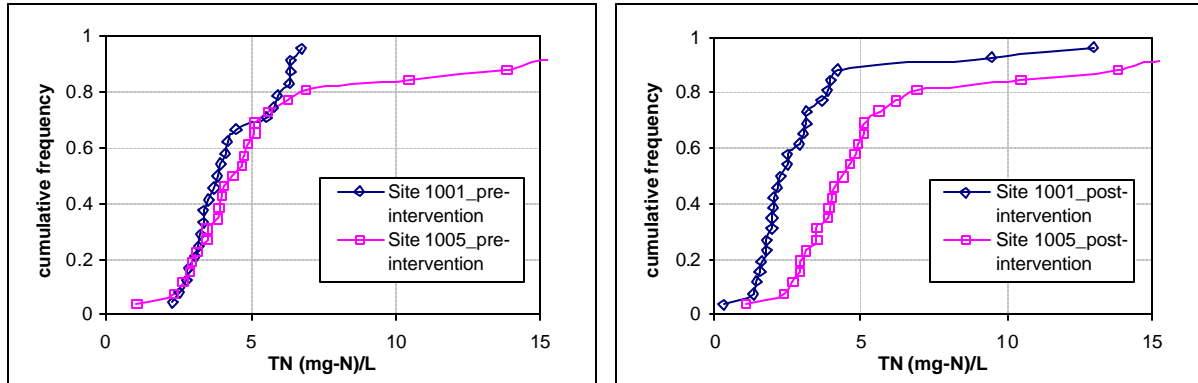 1
0.8
0.6
0.4
0.2
0
cumulative frequency
Site 1001_pre-
intervention
Site 1005_pre-
intervention
0 5 10 15
TN (mg-N)/L
1
0.8
0.6
0.4
0.2
0
cumulative frequency
Site 1001_post-
intervention
Site 1005_post-
intervention
0 5 10 15
TN (mg-N)/L